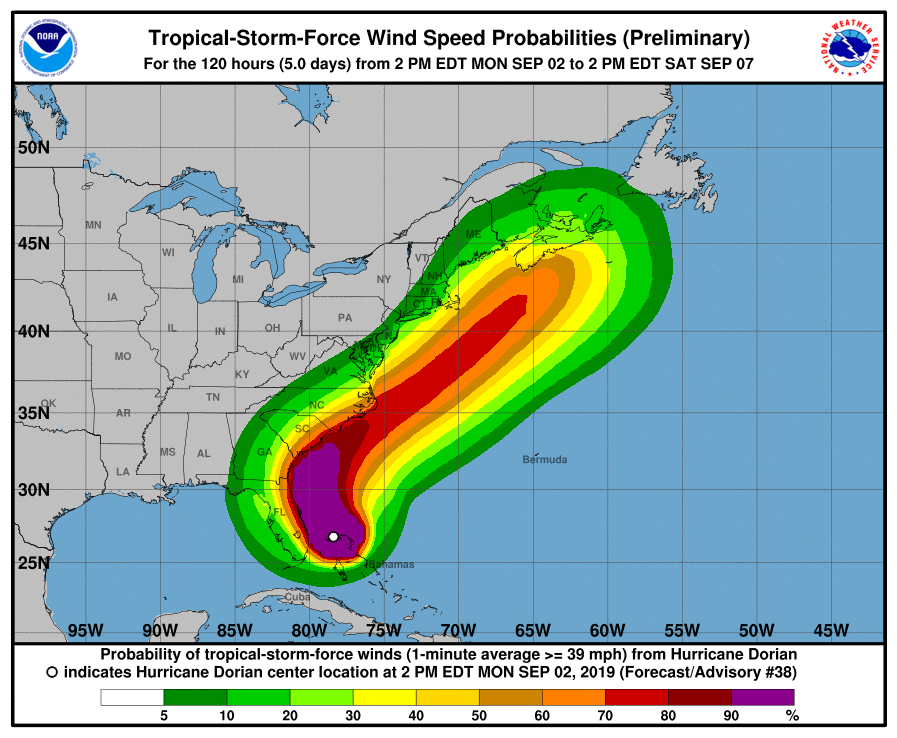 Tropical-Storm-Force Wind Speed Probabilities (Preliminary)
For the 120 hours (5.0 days) from 2 PM EDT MON SEP 02 to 2 PM EDT SAT SEP 07
NOAA
NATIONAL WEATHER SERVICE
50N
MN
ME
45N
WI
VT
MI
NY
NH
IA
MA
CT
40N
PA
IL
IN
OH
MO
WV
VA
KY
OK
TN
NC
35N
AR
SC
MS
AL
GA
Bermuda
LA
30N
FL
25N
Bahamas
Cuba
95W 90W 85W 80W 75W 70W 65W 60W 55W 50W 45W
Probability of tropical-storm-force winds (1-minute average >= 39 mph) from Hurricane Dorian
indicates Hurricane Dorian center location at 2 PM EDT MON SEP 02, 2019 (Forecast/Advisory #38)
5 10 20 30 40 50 60 70 80 90 %